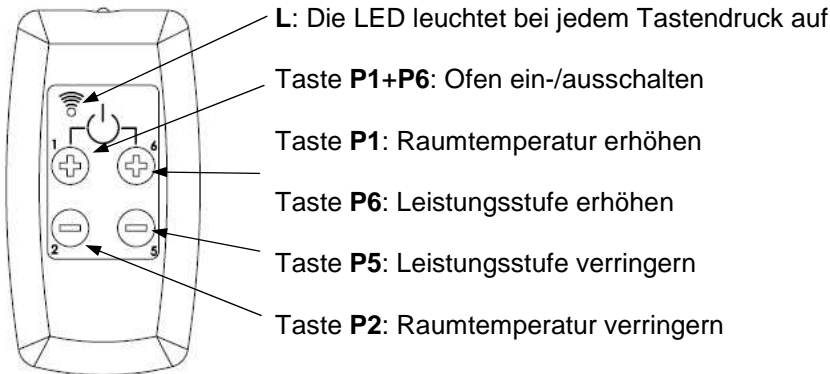 L: Die LED leuchtet bei jedem Tastendruck auf
Taste P1+P6: Ofen ein-/ausschalten
1 6
Taste P1: Raumtemperatur erhöhen
Taste P6: Leistungsstufe erhöhen
2 5
Taste P5: Leistungsstufe verringern
Taste P2: Raumtemperatur verringern